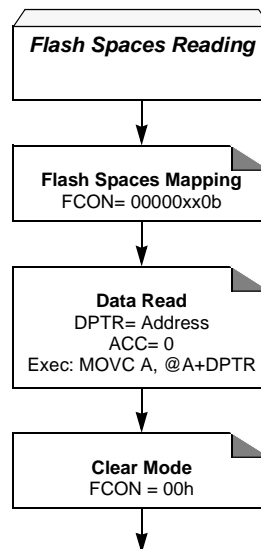 Flash Spaces Reading
Flash Spaces Mapping
FCON= 00000xx0b
Data Read
DPTR= Address
ACC= 0
Exec: MOVC A, @A+DPTR
Clear Mode
FCON = 00h